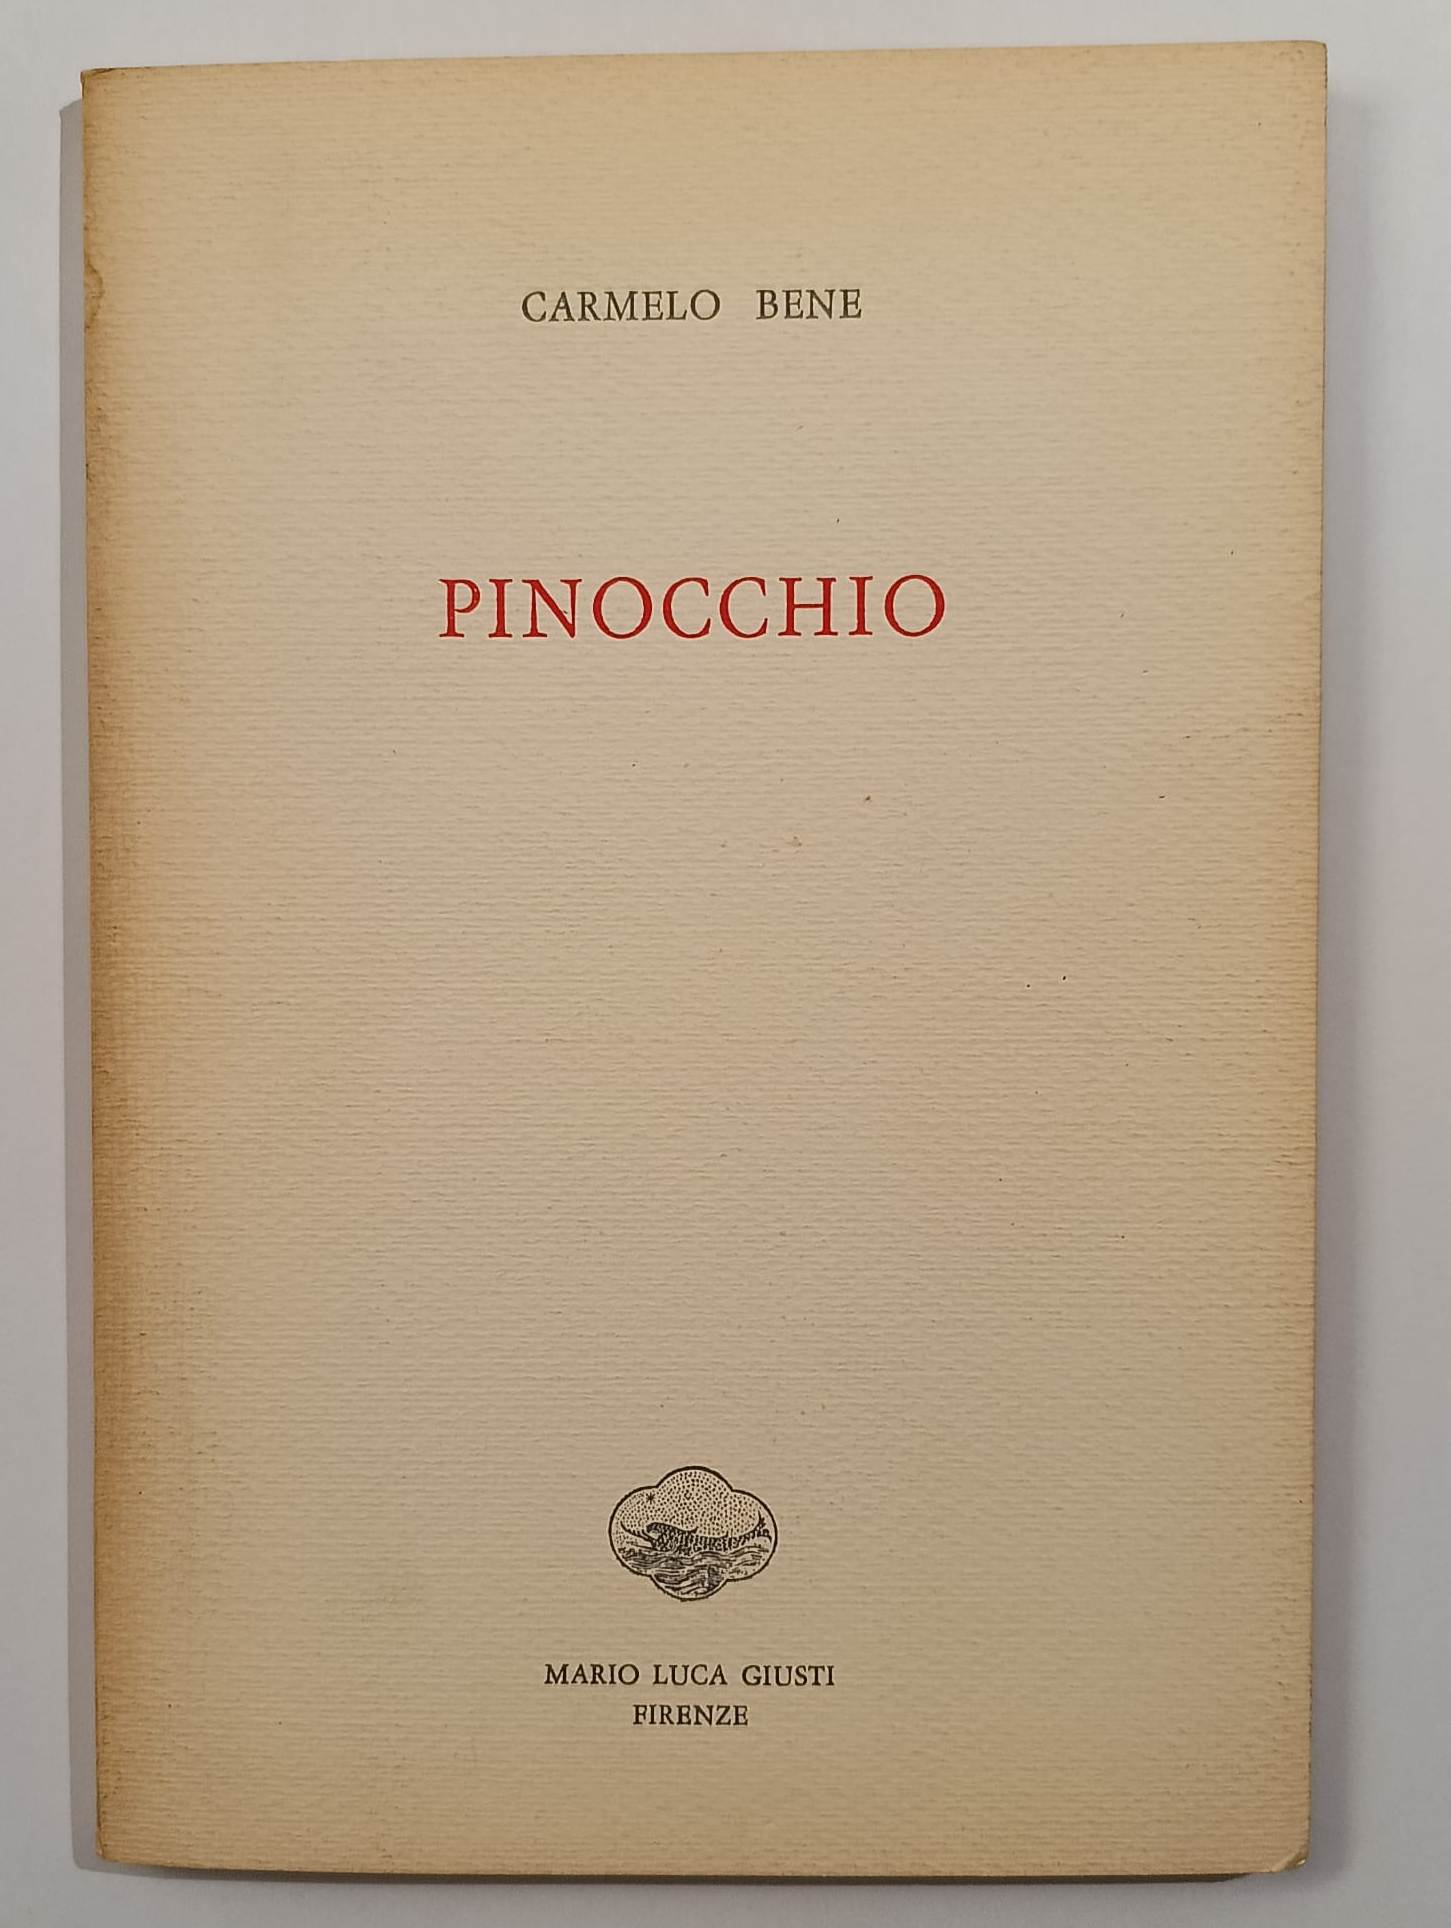 CARMELO BENE
PINOCCHIO
MARIO LUCA GIUSTI
FIRENZE